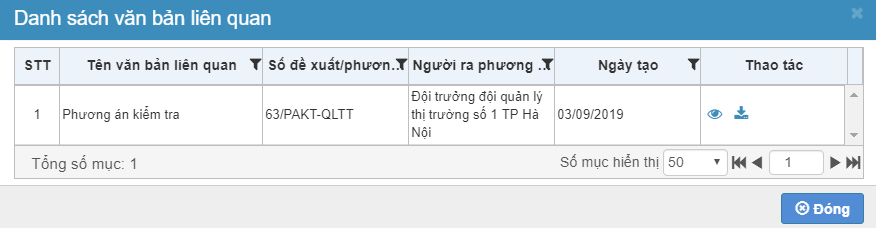 Danh sách văn bản liên quan
STT Tên văn bản liên quan Số đề xuất/phươn... Người ra phương ... Ngày tạo Thao tác
1 Phương án kiểm tra 63/PAKT-QLTT Đội trưởng đội quản lý 03/09/2019
thị trường số 1 TP Hà
Nội
Tổng số mục: 1 Số mục hiển thị 50 1
Đóng